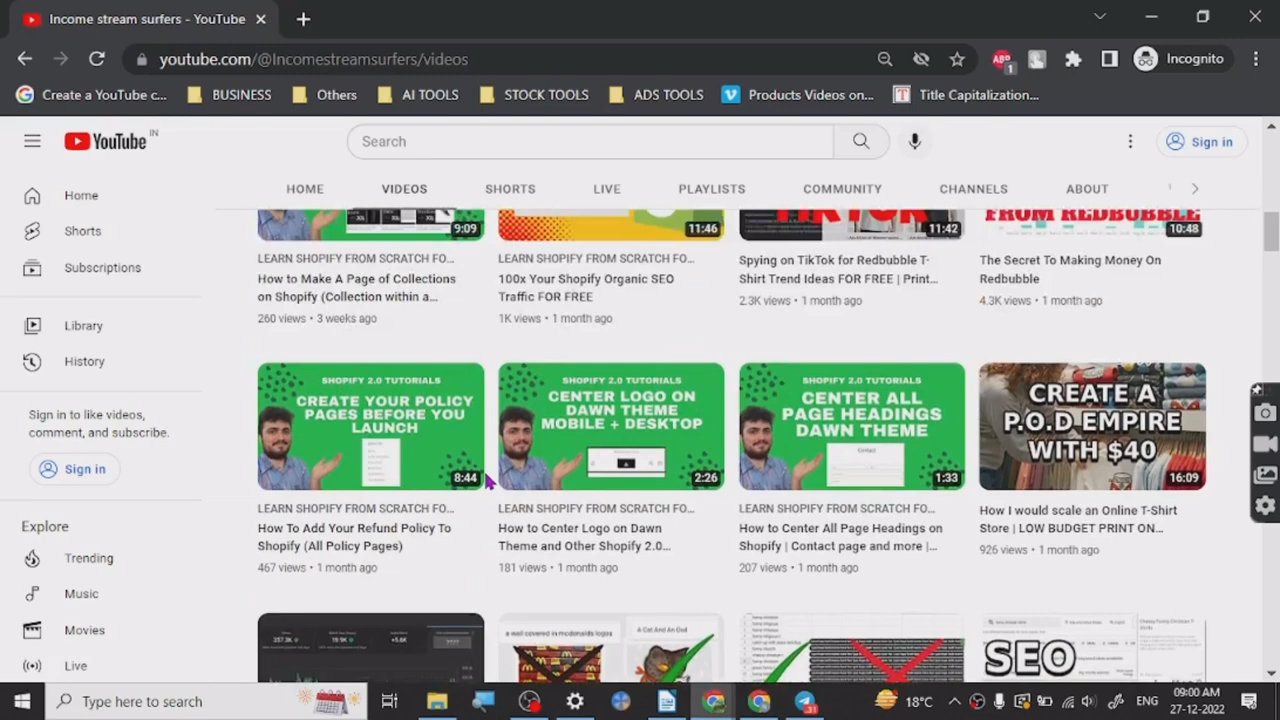 Income stream surfers - YouTube
youtube.com/@Incomestreamsurfers/videos
ABP
1
Incognito
Create a YouTube c...
BUSINESS
Others
AI TOOLS
STOCK TOOLS
ADS TOOLS
Products Videos on...
Title Capitalization...
YouTube IN
Search
Sign in
HOME
VIDEOS
SHORTS
LIVE
PLAYLISTS
COMMUNITY
CHANNELS
ABOUT
Home
Shorts
Subscriptions
Library
History
Sign in to like videos,
comment, and subscribe.
Sign in
Explore
Trending
Music
Movies
Live
9:09
LEARN SHOPIFY FROM SCRATCH FO...
How to Make A Page of Collections
on Shopify (Collection within a...
260 views • 3 weeks ago
11:46
LEARN SHOPIFY FROM SCRATCH FO...
100x Your Shopify Organic SEO
Traffic FOR FREE
1K views • 1 month ago
TIKTOK
11:42
Spying on TikTok for Redbubble T-
Shirt Trend Ideas FOR FREE | Print...
2.3K views • 1 month ago
FROM REDBUBBLE
10:48
The Secret To Making Money On
Redbubble
4.3K views • 1 month ago
SHOPIFY 2.0 TUTORIALS
CREATE YOUR POLICY
PAGES BEFORE YOU
LAUNCH
8:44
LEARN SHOPIFY FROM SCRATCH FO...
How To Add Your Refund Policy To
Shopify (All Policy Pages)
467 views • 1 month ago
SHOPIFY 2.0 TUTORIALS
CENTER LOGO ON
DAWN THEME
MOBILE + DESKTOP
2:26
LEARN SHOPIFY FROM SCRATCH FO...
How to Center Logo on Dawn
Theme and Other Shopify 2.0...
181 views • 1 month ago
SHOPIFY 2.0 TUTORIALS
CENTER ALL
PAGE HEADINGS
DAWN THEME
Contact
1:33
LEARN SHOPIFY FROM SCRATCH FO...
How to Center All Page Headings on
Shopify | Contact page and more |...
207 views • 1 month ago
CREATE A
P.O.D EMPIRE
WITH $40
16:09
How I would scale an Online T-Shirt
Store | LOW BUDGET PRINT ON...
926 views • 1 month ago
a wall covered in mcdonalds logos
A Cat And An Owl
SEO
Type here to search
31
18°C
ENG
09:00 AM
27-12-2022